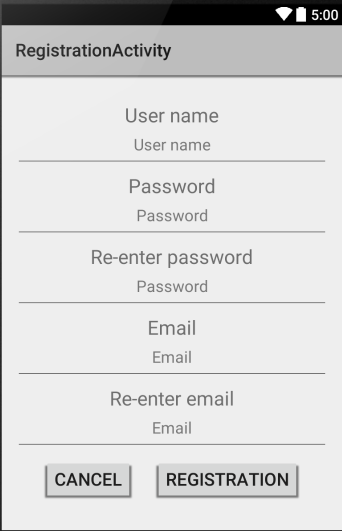 5:00
RegistrationActivity
User name
User name
Password
Password
Re-enter password
Password
Email
Email
Re-enter email
Email
CANCEL REGISTRATION